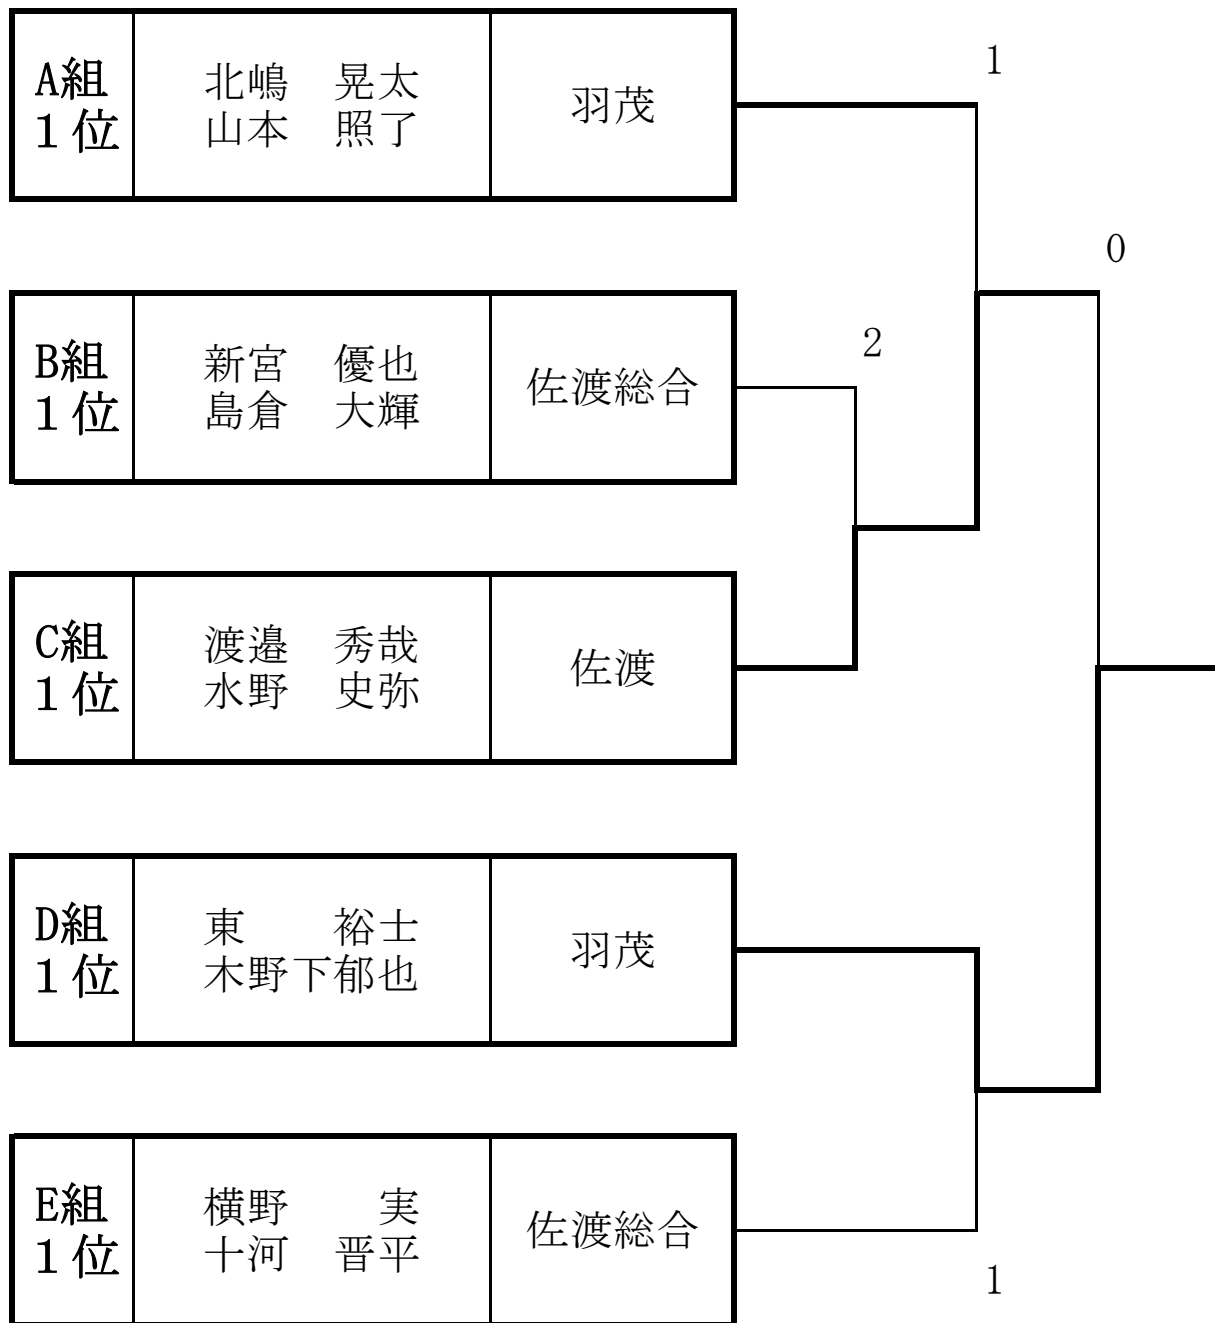 A組
1位
北嶋　晃太
山本　照了
羽茂
1
0
B組
1位
新宮　優也
島倉　大輝
佐渡総合
2
C組
1位
渡邉　秀哉
水野　史弥
佐渡
D組
1位
東　　裕士
木野下郁也
羽茂
E組
1位
横野　　実
十河　晋平
佐渡総合
1